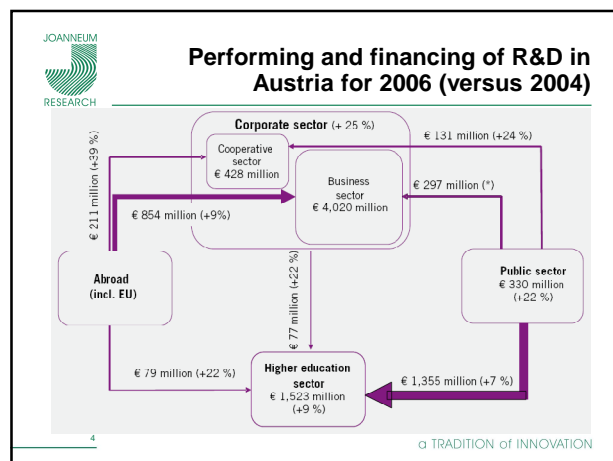 JOANNEUM
RESEARCH
Performing and financing of R&D in
Austria for 2006 (versus 2004)
Corporate sector (+ 25 %)
Cooperative
sector
€ 428 million
Business
sector
€ 4,020 million
€ 131 million (+24 %)
€ 297 million (*)
€ 211 million (+39 %)
€ 854 million (+9%)
Abroad
(incl. EU)
Public sector
€ 330 million
(+22 %)
€ 77 million (+22 %)
€ 79 million (+22 %)
Higher education
sector
€ 1,523 million
(+9 %)
€ 1,355 million (+7 %)
4
a TRADITION of INNOVATION